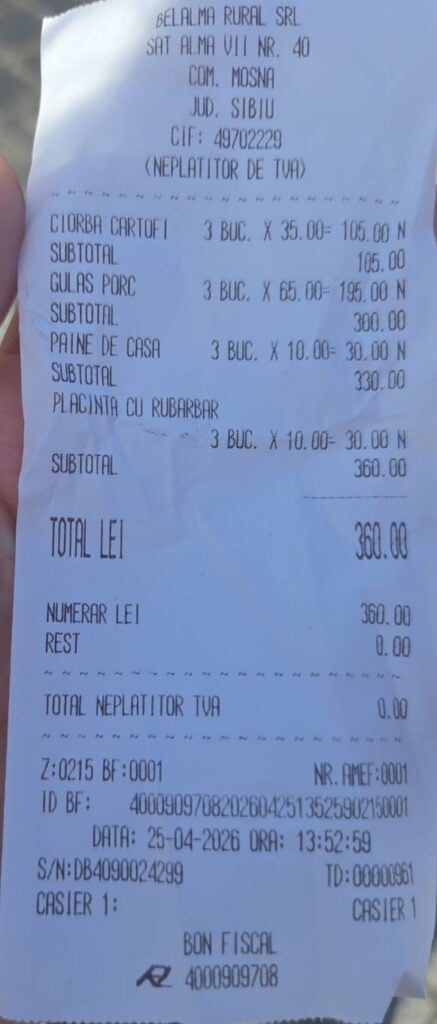 BELALMA RURAL SRL
SAT ALMA VII NR. 40
COM. MOSNA
JUD. SIBIU
CIF: 49702229
(NEPLATITOR DE TVA)
~ ~ ~ ~ ~ ~ ~ ~ ~ ~ ~ ~ ~ ~ ~ ~ ~ ~ ~ ~
CIORBA CARTOFI 3 BUC. X 35.00= 105.00 N
SUBTOTAL 105.00
GULAS PORC 3 BUC. X 65.00= 195.00 N
SUBTOTAL 300.00
PAINE DE CASA 3 BUC. X 10.00= 30.00 N
SUBTOTAL 330.00
PLACINTA CU RUBARBAR
3 BUC. X 10.00= 30.00 N
SUBTOTAL 360.00
------------
TOTAL LEI 360.00
NUMERAR LEI 360.00
REST 0.00
~ ~ ~ ~ ~ ~ ~ ~ ~ ~ ~ ~ ~ ~ ~ ~ ~ ~ ~ ~
TOTAL NEPLATITOR TVA 0.00
~ ~ ~ ~ ~ ~ ~ ~ ~ ~ ~ ~ ~ ~ ~ ~ ~ ~ ~ ~
Z:0215 BF:0001 NR.AMEF:0001
ID BF: 40009097082026042513525902150001
DATA: 25-04-2026 ORA: 13:52:59
S/N:DB4090024299 TD:00000961
CASIER 1: CASIER 1
BON FISCAL
4000909708